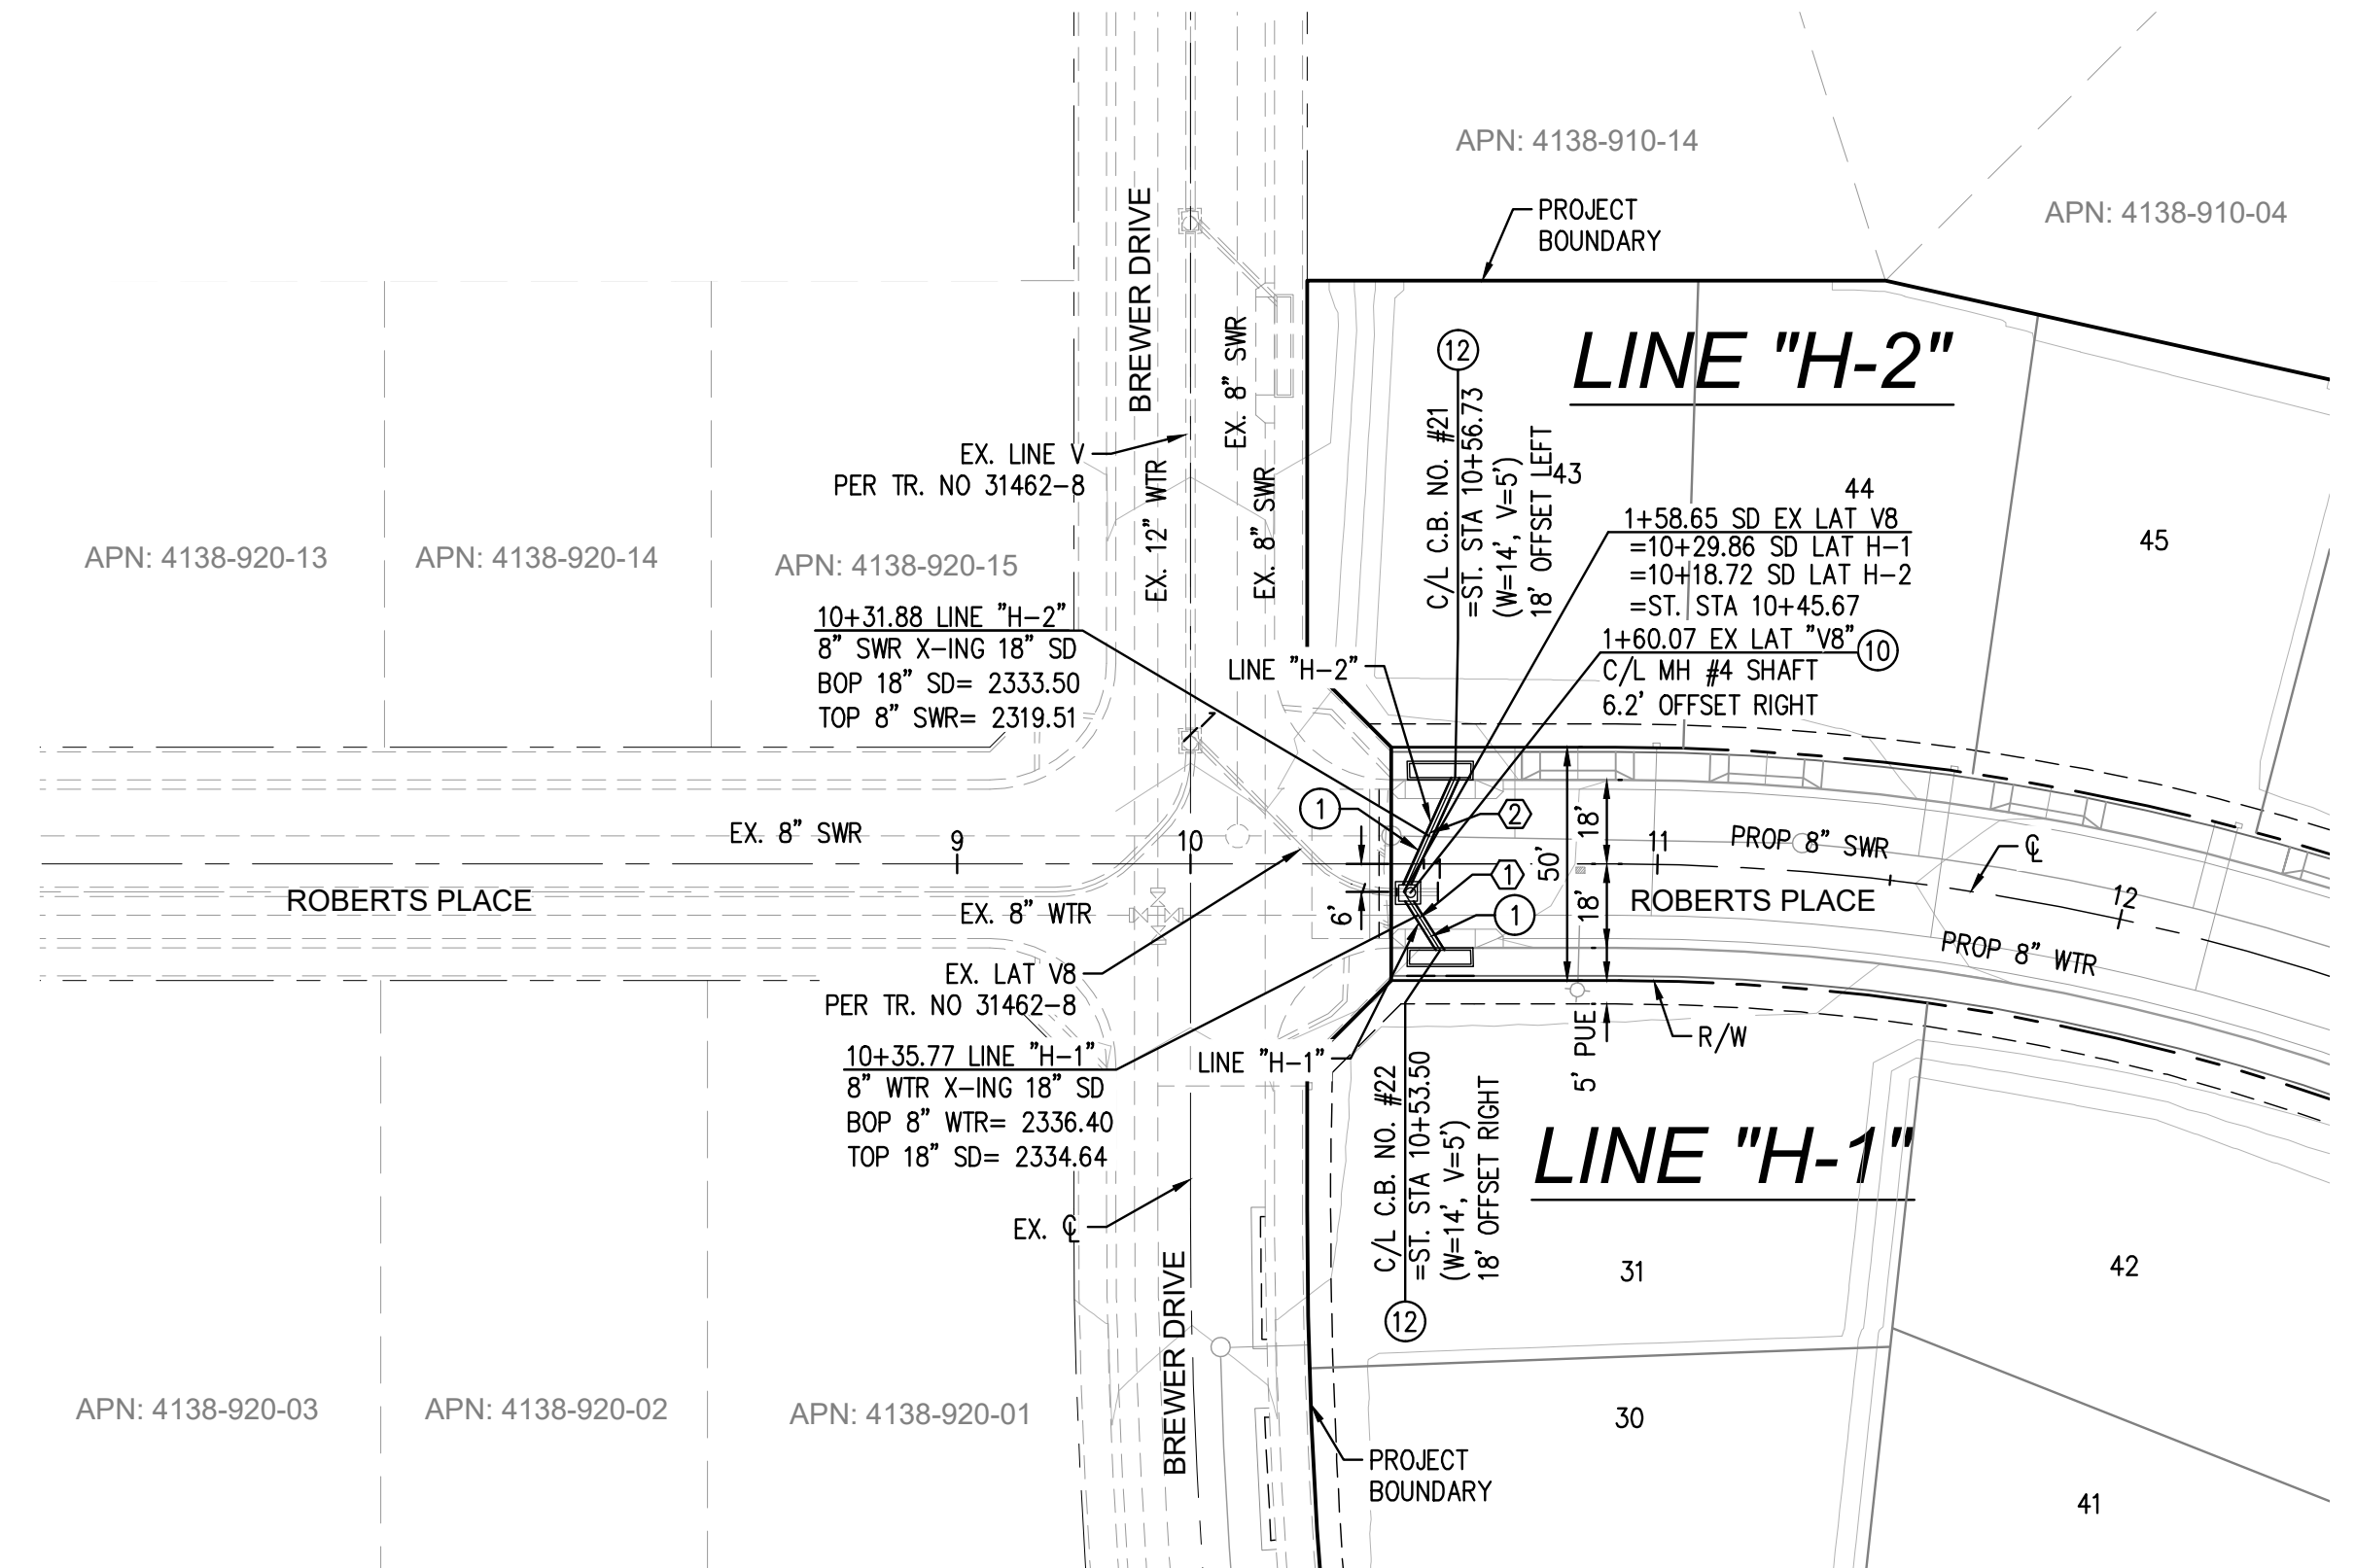 APN: 4138-910-14
APN: 4138-910-04
PROJECT
BOUNDARY
BREWER DRIVE
EX. 8" SWR
LINE "H-2"
12
C/L C.B. NO. #21
=ST. STA 10+56.73
(W=14', V=5')
18' OFFSET LEFT
43
44
45
EX. LINE V
PER TR. NO 31462-8
EX. 12" WTR
EX. 8" SWR
APN: 4138-920-13
APN: 4138-920-14
APN: 4138-920-15
1+58.65 SD EX LAT V8
=10+29.86 SD LAT H-1
=10+18.72 SD LAT H-2
=ST. STA 10+45.67
1+60.07 EX LAT "V8"
10
C/L MH #4 SHAFT
6.2' OFFSET RIGHT
10+31.88 LINE "H-2"
8" SWR X-ING 18" SD
BOP 18" SD= 2333.50
TOP 8" SWR= 2319.51
LINE "H-2"
1
2
18'
50'
EX. 8" SWR
9
10
11
PROP 8" SWR
℄
1
18'
ROBERTS PLACE
ROBERTS PLACE
12
EX. 8" WTR
6'
1
PROP 8" WTR
EX. LAT V8
PER TR. NO 31462-8
R/W
5' PUE
10+35.77 LINE "H-1"
8" WTR X-ING 18" SD
BOP 8" WTR= 2336.40
TOP 18" SD= 2334.64
LINE "H-1"
C/L C.B. NO. #22
=ST. STA 10+53.50
(W=14', V=5')
18' OFFSET RIGHT
12
LINE "H-1"
EX. ℄
BREWER DRIVE
31
42
30
41
APN: 4138-920-03
APN: 4138-920-02
APN: 4138-920-01
PROJECT
BOUNDARY